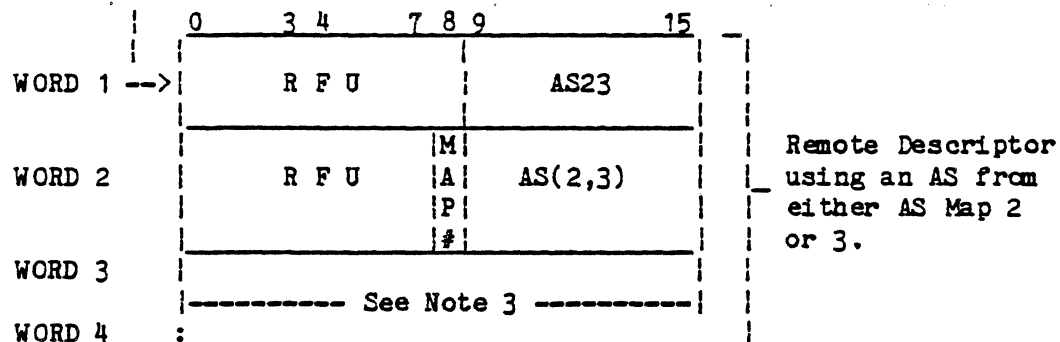 0 3 4 7 8 9 15
WORD 1 --> R F U AS23
WORD 2 R F U MAP# AS(2,3)
Remote Descriptor
using an AS from
either AS Map 2
or 3.
WORD 3
---------- See Note 3 ----------
WORD 4 :